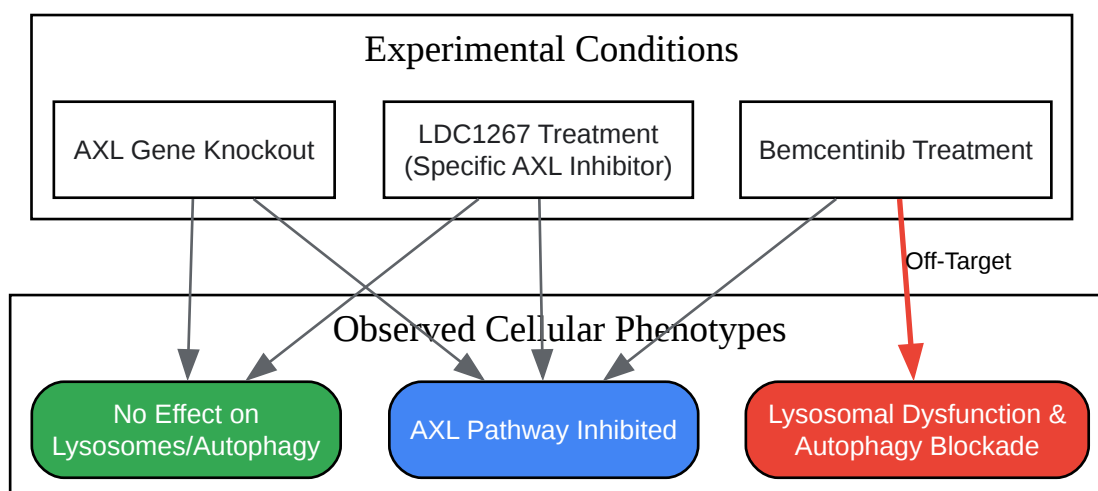 Experimental Conditions
AXL Gene Knockout
LDC1267 Treatment
(Specific AXL Inhibitor)
Bemcentinib Treatment
Off-Target
Observed Cellular Phenotypes
No Effect on
Lysosomes/Autophagy
AXL Pathway Inhibited
Lysosomal Dysfunction &
Autophagy Blockade